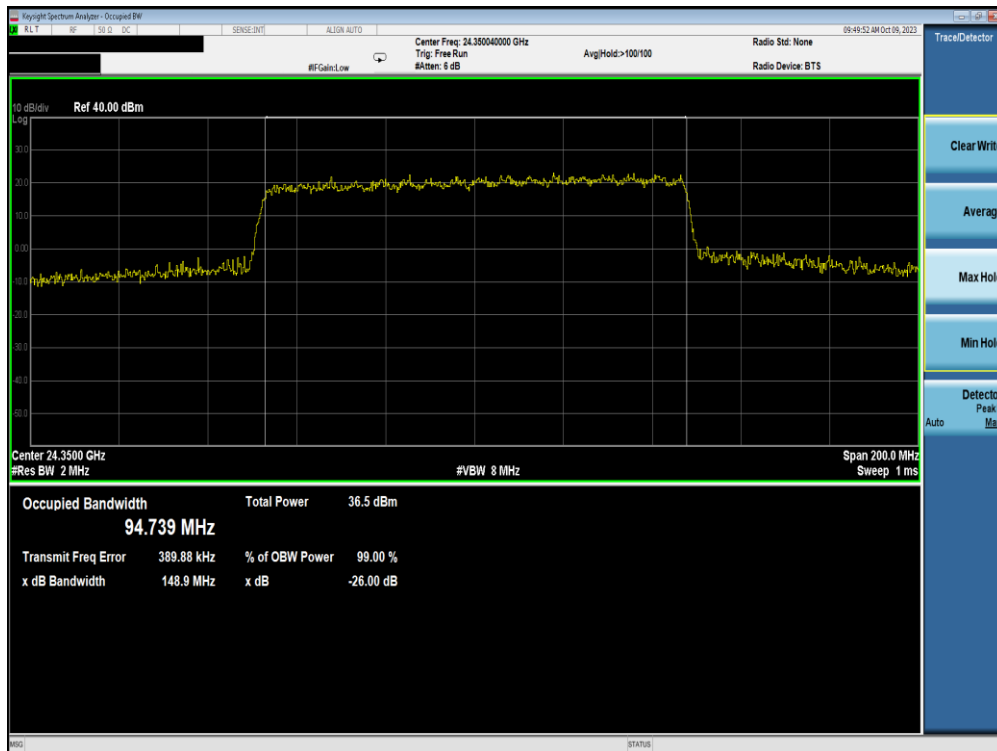 Keysight Spectrum Analyzer - Occupied BW
RLT RF 50 Ω DC SENSE:INT ALIGN AUTO 09:49:52 AM Oct 09, 2023
Center Freq: 24.350040000 GHz Radio Std: None
Trig: Free Run Avg|Hold:>100/100
#IFGain:Low #Atten: 6 dB Radio Device: BTS
Trace/Detector
10 dB/div Ref 40.00 dBm
Log
30.0
20.0
10.0
0.00
-10.0
-20.0
-30.0
-40.0
-50.0
Center 24.3500 GHz Span 200.0 MHz
#Res BW 2 MHz #VBW 8 MHz Sweep 1 ms
Occupied Bandwidth Total Power 36.5 dBm
94.739 MHz
Transmit Freq Error 389.88 kHz % of OBW Power 99.00 %
x dB Bandwidth 148.9 MHz x dB -26.00 dB
Clear Writ
Averag
Max Hol
Min Hol
Detecto
Peak
Auto Ma
MSG STATUS